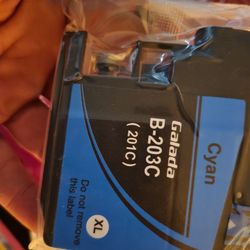 Cyan
Galada
B-203C
(201C)
Do not remove
this label
XL